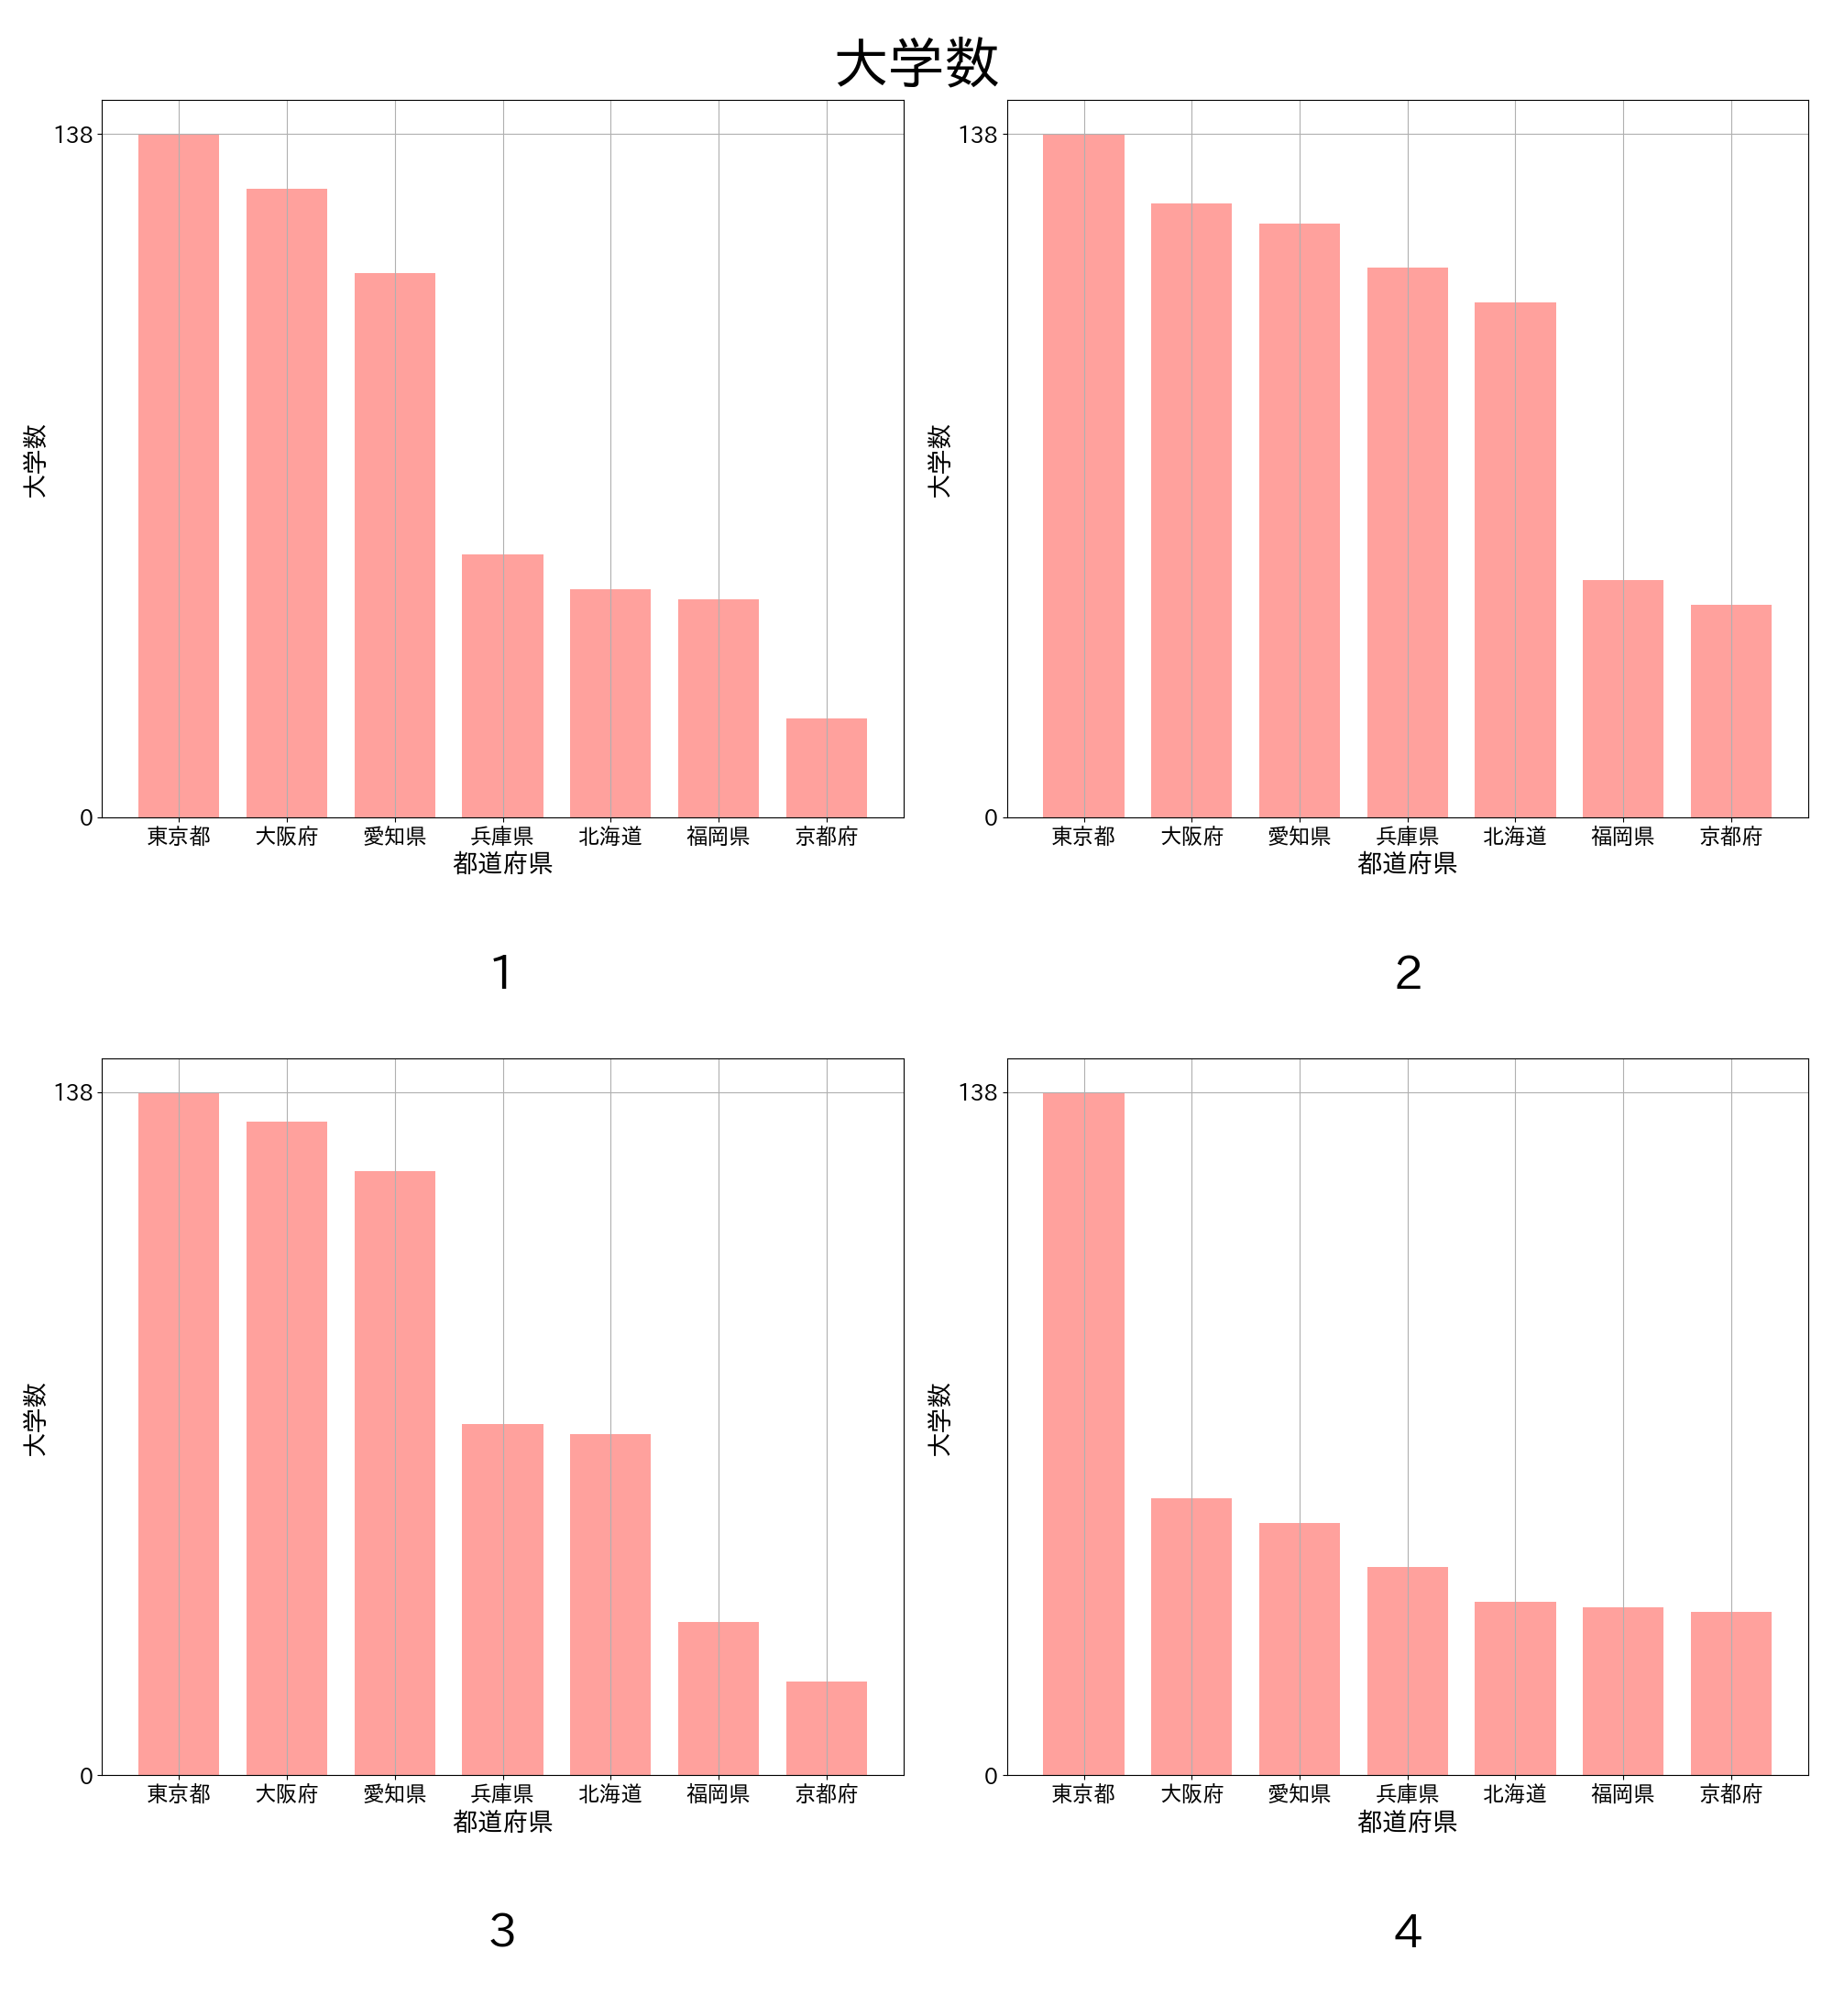 大学数
138
0
大学数
東京都 大阪府 愛知県 兵庫県 北海道 福岡県 京都府
都道府県
1
138
0
大学数
東京都 大阪府 愛知県 兵庫県 北海道 福岡県 京都府
都道府県
2
138
0
大学数
東京都 大阪府 愛知県 兵庫県 北海道 福岡県 京都府
都道府県
3
138
0
大学数
東京都 大阪府 愛知県 兵庫県 北海道 福岡県 京都府
都道府県
4